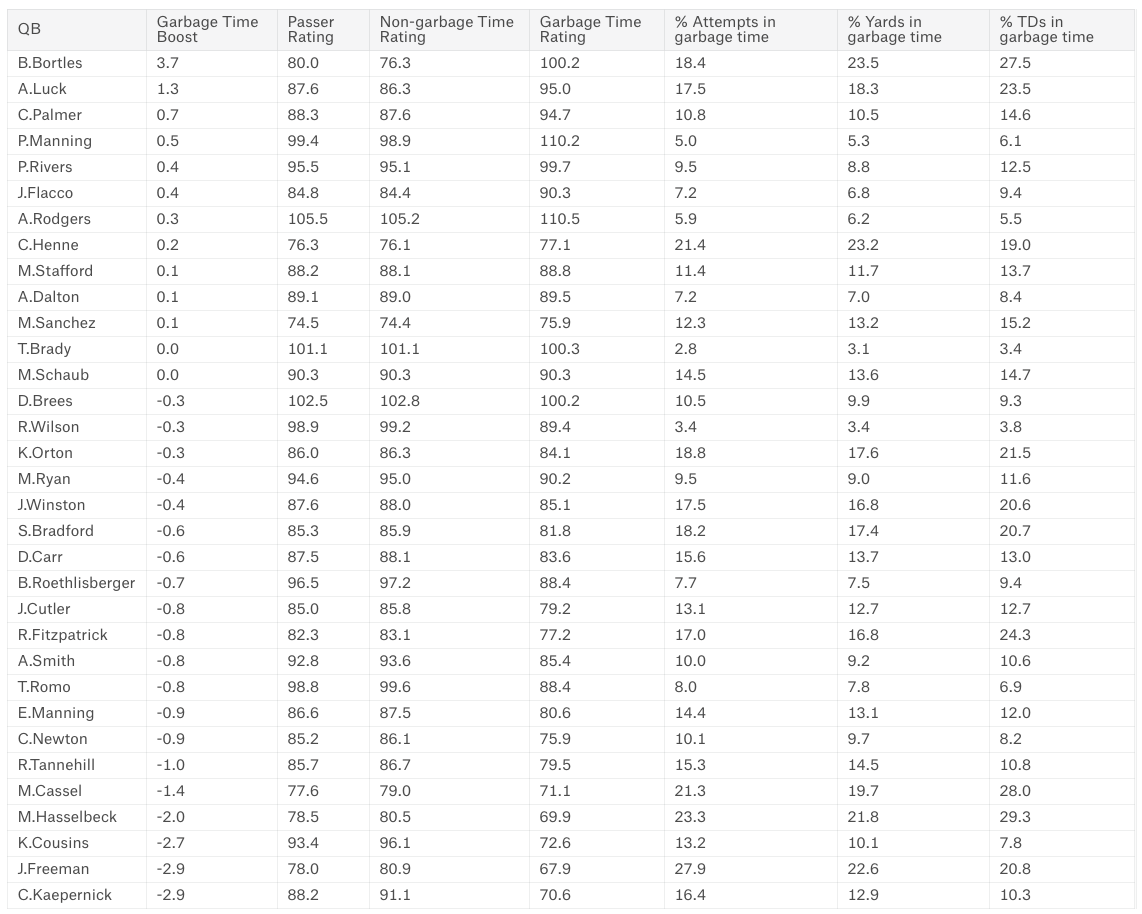 QB Garbage Time Boost Passer Rating Non-garbage Time Rating Garbage Time Rating % Attempts in garbage time % Yards in garbage time % TDs in garbage time
B.Bortles 3.7 80.0 76.3 100.2 18.4 23.5 27.5
A.Luck 1.3 87.6 86.3 95.0 17.5 18.3 23.5
C.Palmer 0.7 88.3 87.6 94.7 10.8 10.5 14.6
P.Manning 0.5 99.4 98.9 110.2 5.0 5.3 6.1
P.Rivers 0.4 95.5 95.1 99.7 9.5 8.8 12.5
J.Flacco 0.4 84.8 84.4 90.3 7.2 6.8 9.4
A.Rodgers 0.3 105.5 105.2 110.5 5.9 6.2 5.5
C.Henne 0.2 76.3 76.1 77.1 21.4 23.2 19.0
M.Stafford 0.1 88.2 88.1 88.8 11.4 11.7 13.7
A.Dalton 0.1 89.1 89.0 89.5 7.2 7.0 8.4
M.Sanchez 0.1 74.5 74.4 75.9 12.3 13.2 15.2
T.Brady 0.0 101.1 101.1 100.3 2.8 3.1 3.4
M.Schaub 0.0 90.3 90.3 90.3 14.5 13.6 14.7
D.Brees -0.3 102.5 102.8 100.2 10.5 9.9 9.3
R.Wilson -0.3 98.9 99.2 89.4 3.4 3.4 3.8
K.Orton -0.3 86.0 86.3 84.1 18.8 17.6 21.5
M.Ryan -0.4 94.6 95.0 90.2 9.5 9.0 11.6
J.Winston -0.4 87.6 88.0 85.1 17.5 16.8 20.6
S.Bradford -0.6 85.3 85.9 81.8 18.2 17.4 20.7
D.Carr -0.6 87.5 88.1 83.6 15.6 13.7 13.0
B.Roethlisberger -0.7 96.5 97.2 88.4 7.7 7.5 9.4
J.Cutler -0.8 85.0 85.8 79.2 13.1 12.7 12.7
R.Fitzpatrick -0.8 82.3 83.1 77.2 17.0 16.8 24.3
A.Smith -0.8 92.8 93.6 85.4 10.0 9.2 10.6
T.Romo -0.8 98.8 99.6 88.4 8.0 7.8 6.9
E.Manning -0.9 86.6 87.5 80.6 14.4 13.1 12.0
C.Newton -0.9 85.2 86.1 75.9 10.1 9.7 8.2
R.Tannehill -1.0 85.7 86.7 79.5 15.3 14.5 10.8
M.Cassel -1.4 77.6 79.0 71.1 21.3 19.7 28.0
M.Hasselbeck -2.0 78.5 80.5 69.9 23.3 21.8 29.3
K.Cousins -2.7 93.4 96.1 72.6 13.2 10.1 7.8
J.Freeman -2.9 78.0 80.9 67.9 27.9 22.6 20.8
C.Kaepernick -2.9 88.2 91.1 70.6 16.4 12.9 10.3